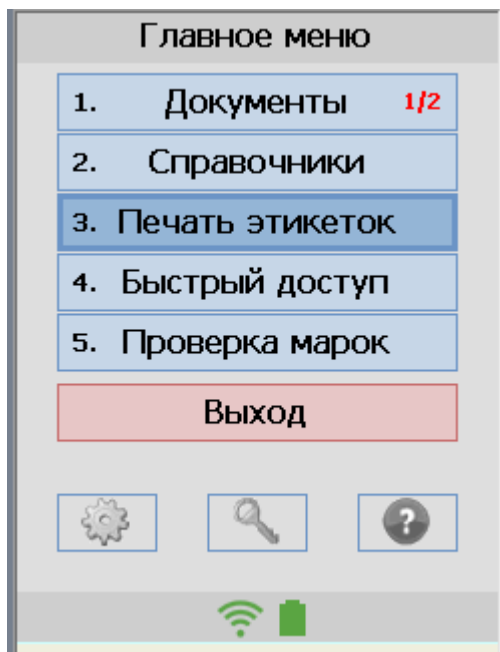 Главное меню
1. Документы 1/2
2. Справочники
3. Печать этикеток
4. Быстрый доступ
5. Проверка марок
Выход
?